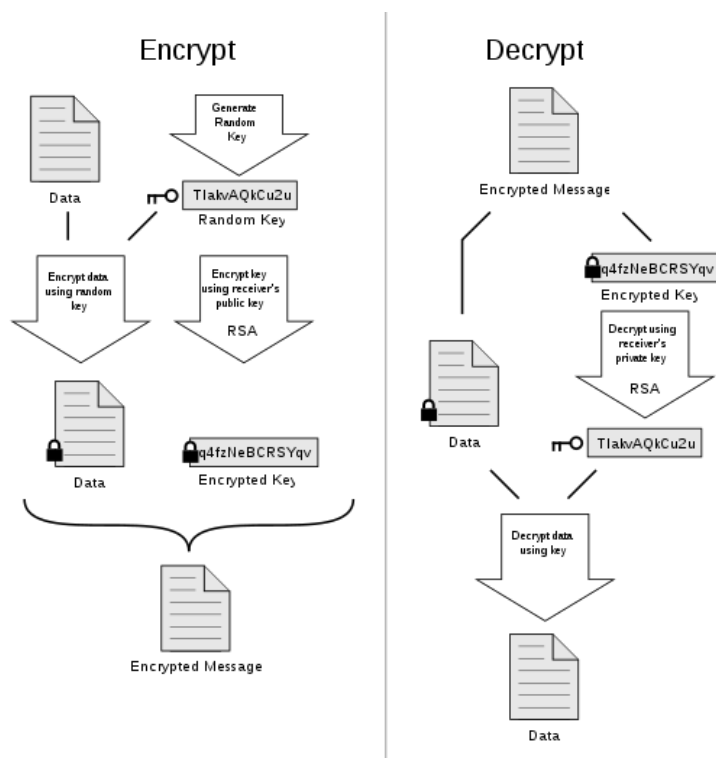 Encrypt
Generate
Random
Key
Data
TIakvAQkCu2u
Random Key
Encrypt data
using random
key
Encrypt key
using receiver's
public key
RSA
Data
q4fzNeBCRSYqv
Encrypted Key
Encrypted Message
Decrypt
Encrypted Message
q4fzNeBCRSYqv
Encrypted Key
Decrypt using
receiver's
private key
RSA
Data
TIakvAQkCu2u
Decrypt data
using key
Data